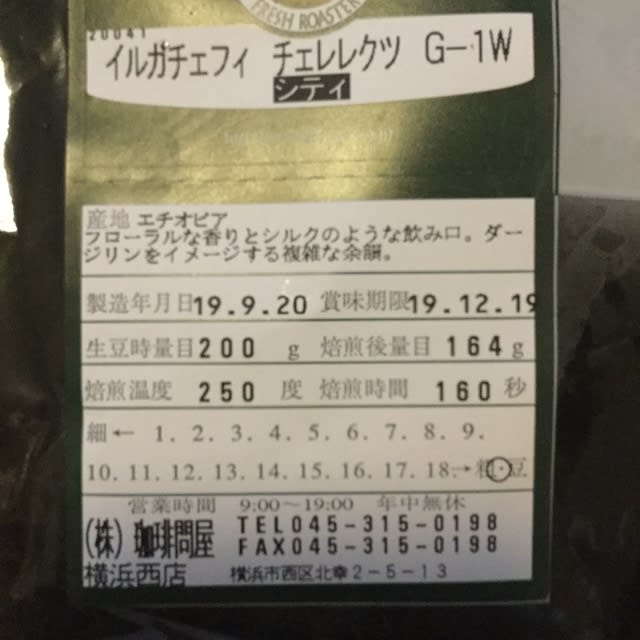 FRESH ROASTER
20041
イルガチェフィ チェレレクツ G-1W
シティ
産地 エチオピア
フローラルな香りとシルクのような飲み口。ダー
ジリンをイメージする複雑な余韻。
製造年月日19.9.20 賞味期限19.12.19
生豆時量目200 g 焙煎後量目 164g
焙煎温度 250 度 焙煎時間 160秒
細← 1. 2. 3. 4. 5. 6. 7. 8. 9.
10. 11. 12. 13. 14. 15. 16. 17. 18.→粗・豆
営業時間 9:00〜19:00 年中無休
(株)珈琲問屋 TEL045-315-0198
FAX045-315-0198
横浜西店 横浜市西区北幸2-5-13